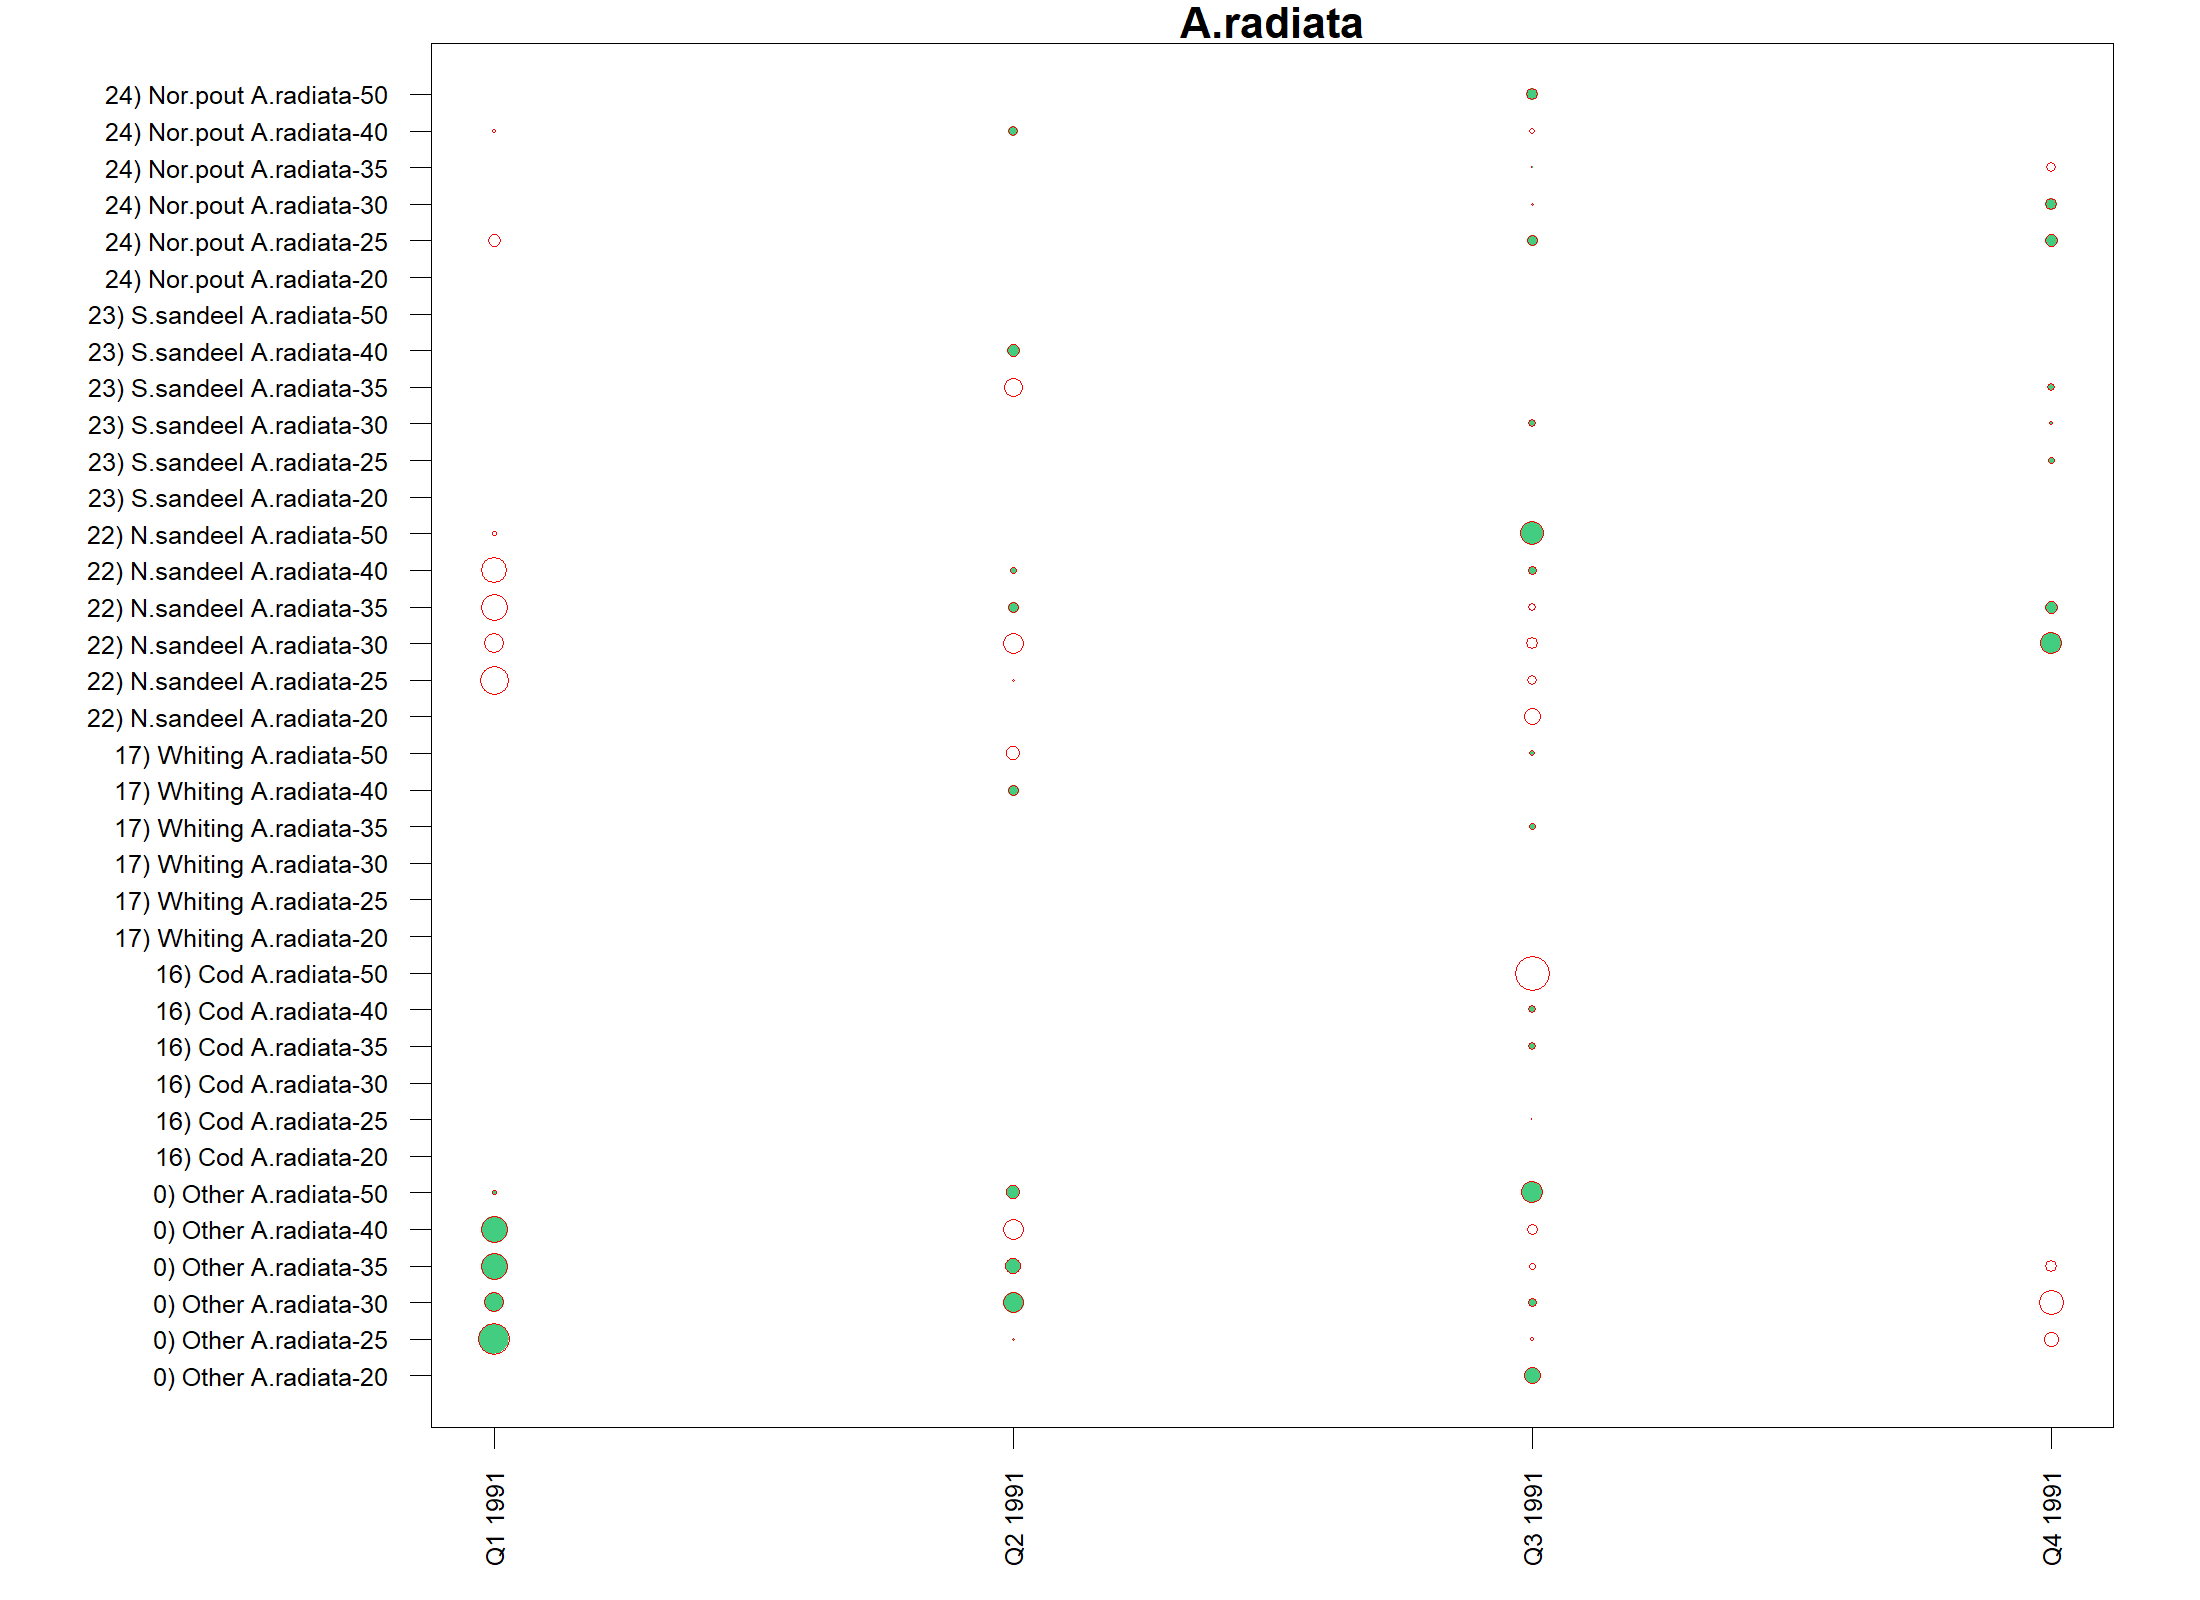 A.radiata
24) Nor.pout A.radiata-50
24) Nor.pout A.radiata-40
24) Nor.pout A.radiata-35
24) Nor.pout A.radiata-30
24) Nor.pout A.radiata-25
24) Nor.pout A.radiata-20
23) S.sandeel A.radiata-50
23) S.sandeel A.radiata-40
23) S.sandeel A.radiata-35
23) S.sandeel A.radiata-30
23) S.sandeel A.radiata-25
23) S.sandeel A.radiata-20
22) N.sandeel A.radiata-50
22) N.sandeel A.radiata-40
22) N.sandeel A.radiata-35
22) N.sandeel A.radiata-30
22) N.sandeel A.radiata-25
22) N.sandeel A.radiata-20
17) Whiting A.radiata-50
17) Whiting A.radiata-40
17) Whiting A.radiata-35
17) Whiting A.radiata-30
17) Whiting A.radiata-25
17) Whiting A.radiata-20
16) Cod A.radiata-50
16) Cod A.radiata-40
16) Cod A.radiata-35
16) Cod A.radiata-30
16) Cod A.radiata-25
16) Cod A.radiata-20
0) Other A.radiata-50
0) Other A.radiata-40
0) Other A.radiata-35
0) Other A.radiata-30
0) Other A.radiata-25
0) Other A.radiata-20
Q1 1991
Q2 1991
Q3 1991
Q4 1991